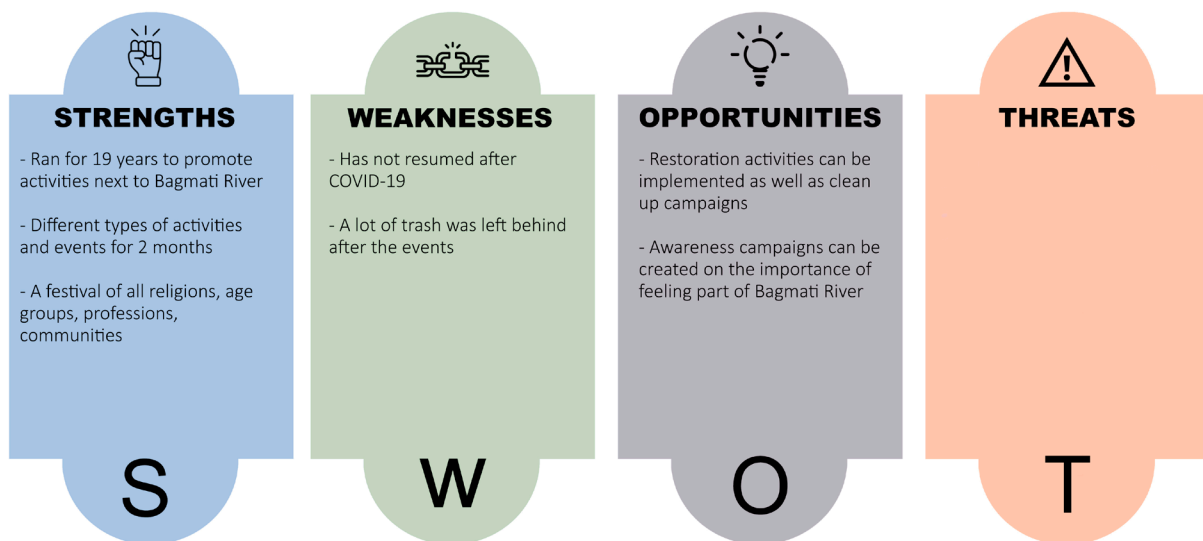 STRENGTHS
- Ran for 19 years to promote
activities next to Bagmati River
- Different types of activities
and events for 2 months
- A festival of all religions, age
groups, professions,
communities
S
WEAKNESSES
- Has not resumed after
COVID-19
- A lot of trash was left behind
after the events
W
OPPORTUNITIES
- Restoration activities can be
implemented as well as clean
up campaigns
- Awareness campaigns can be
created on the importance of
feeling part of Bagmati River
O
THREATS
T